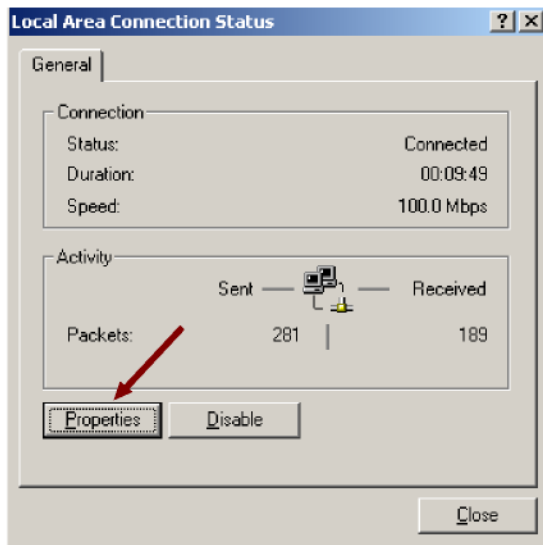 Local Area Connection Status
General
Connection
Status: Connected
Duration: 00:09:49
Speed: 100.0 Mbps
Activity
Sent Received
Packets: 281 189
Properties Disable
Close